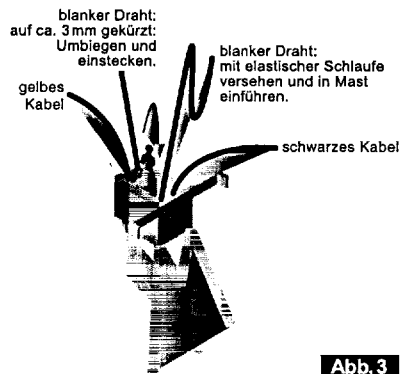 blanker Draht:
auf ca. 3mm gekürzt:
Umbiegen und
einstecken.
blanker Draht:
mit elastischer Schlaufe
versehen und in Mast
einführen.
gelbes
Kabel
schwarzes Kabel
Abb. 3